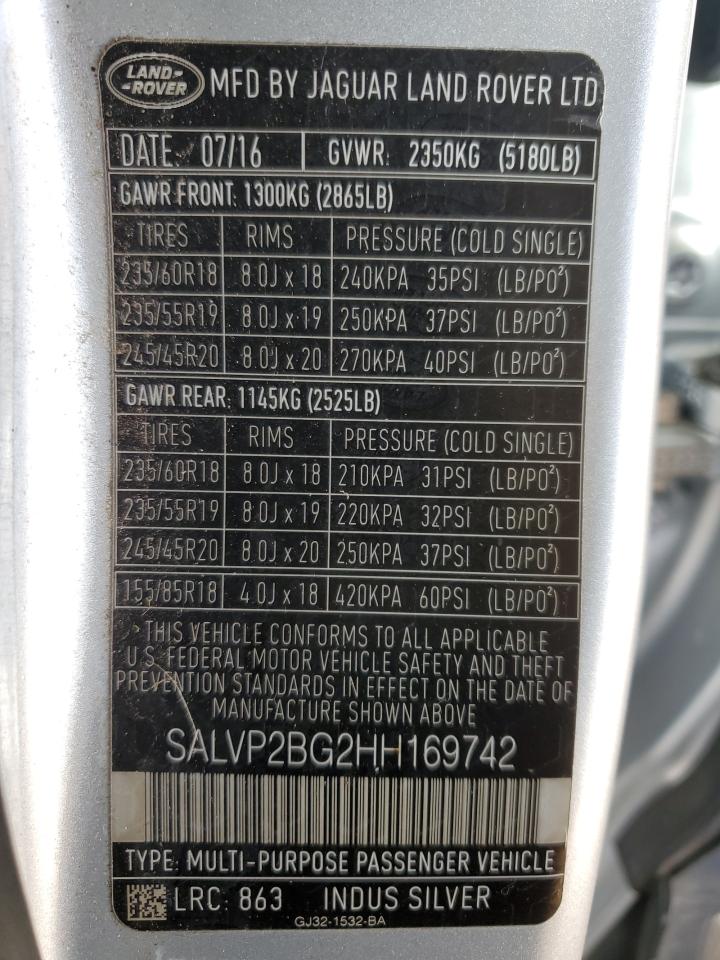 LAND-
-ROVER
MFD BY JAGUAR LAND ROVER LTD
DATE: 07/16 GVWR: 2350KG (5180LB)
GAWR FRONT: 1300KG (2865LB)
TIRES RIMS PRESSURE (COLD SINGLE)
235/60R18 8.0J x 18 240KPA 35PSI (LB/PO²)
235/55R19 8.0J x 19 250KPA 37PSI (LB/PO²)
245/45R20 8.0J x 20 270KPA 40PSI (LB/PO²)
GAWR REAR: 1145KG (2525LB)
TIRES RIMS PRESSURE (COLD SINGLE)
235/60R18 8.0J x 18 210KPA 31PSI (LB/PO²)
235/55R19 8.0J x 19 220KPA 32PSI (LB/PO²)
245/45R20 8.0J x 20 250KPA 37PSI (LB/PO²)
155/85R18 4.0J x 18 420KPA 60PSI (LB/PO²)
THIS VEHICLE CONFORMS TO ALL APPLICABLE
U.S. FEDERAL MOTOR VEHICLE SAFETY AND THEFT
PREVENTION STANDARDS IN EFFECT ON THE DATE OF
MANUFACTURE SHOWN ABOVE
SALVP2BG2HH169742
TYPE: MULTI-PURPOSE PASSENGER VEHICLE
LRC: 863 INDUS SILVER
GJ32-1532-BA